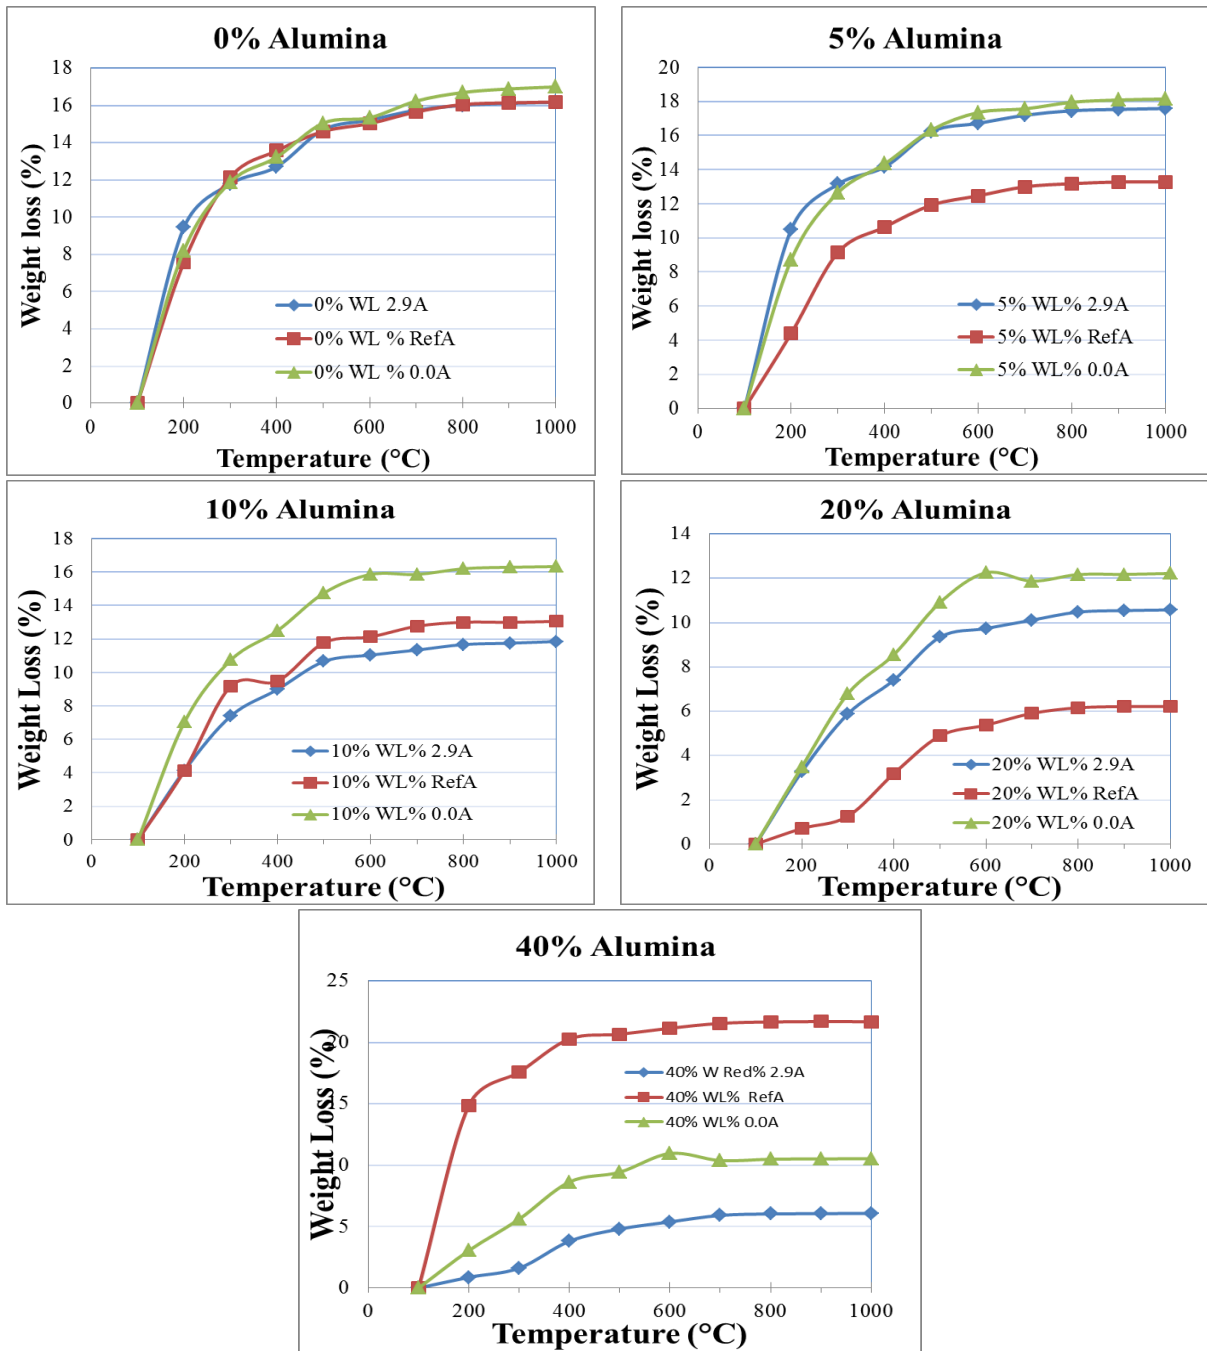 0% Alumina
18
16
14
12
10
8
6
4
2
0
Weight loss (%)
0% WL 2.9A
0% WL % RefA
0% WL % 0.0A
0 200 400 600 800 1000
Temperature (°C)
5% Alumina
20
18
16
14
12
10
8
6
4
2
0
Weight loss (%)
5% WL% 2.9A
5% WL% RefA
5% WL% 0.0A
0 200 400 600 800 1000
Temperature (°C)
10% Alumina
18
16
14
12
10
8
6
4
2
0
Weight Loss (%)
10% WL% 2.9A
10% WL% RefA
10% WL% 0.0A
0 200 400 600 800 1000
Temperature (°C)
20% Alumina
14
12
10
8
6
4
2
0
Weight Loss (%)
20% WL% 2.9A
20% WL% RefA
20% WL% 0.0A
0 200 400 600 800 1000
Temperature (°C)
40% Alumina
25
20
15
10
5
0
Weight Loss (%)
40% W Red% 2.9A
40% WL% RefA
40% WL% 0.0A
0 200 400 600 800 1000
Temperature (°C)